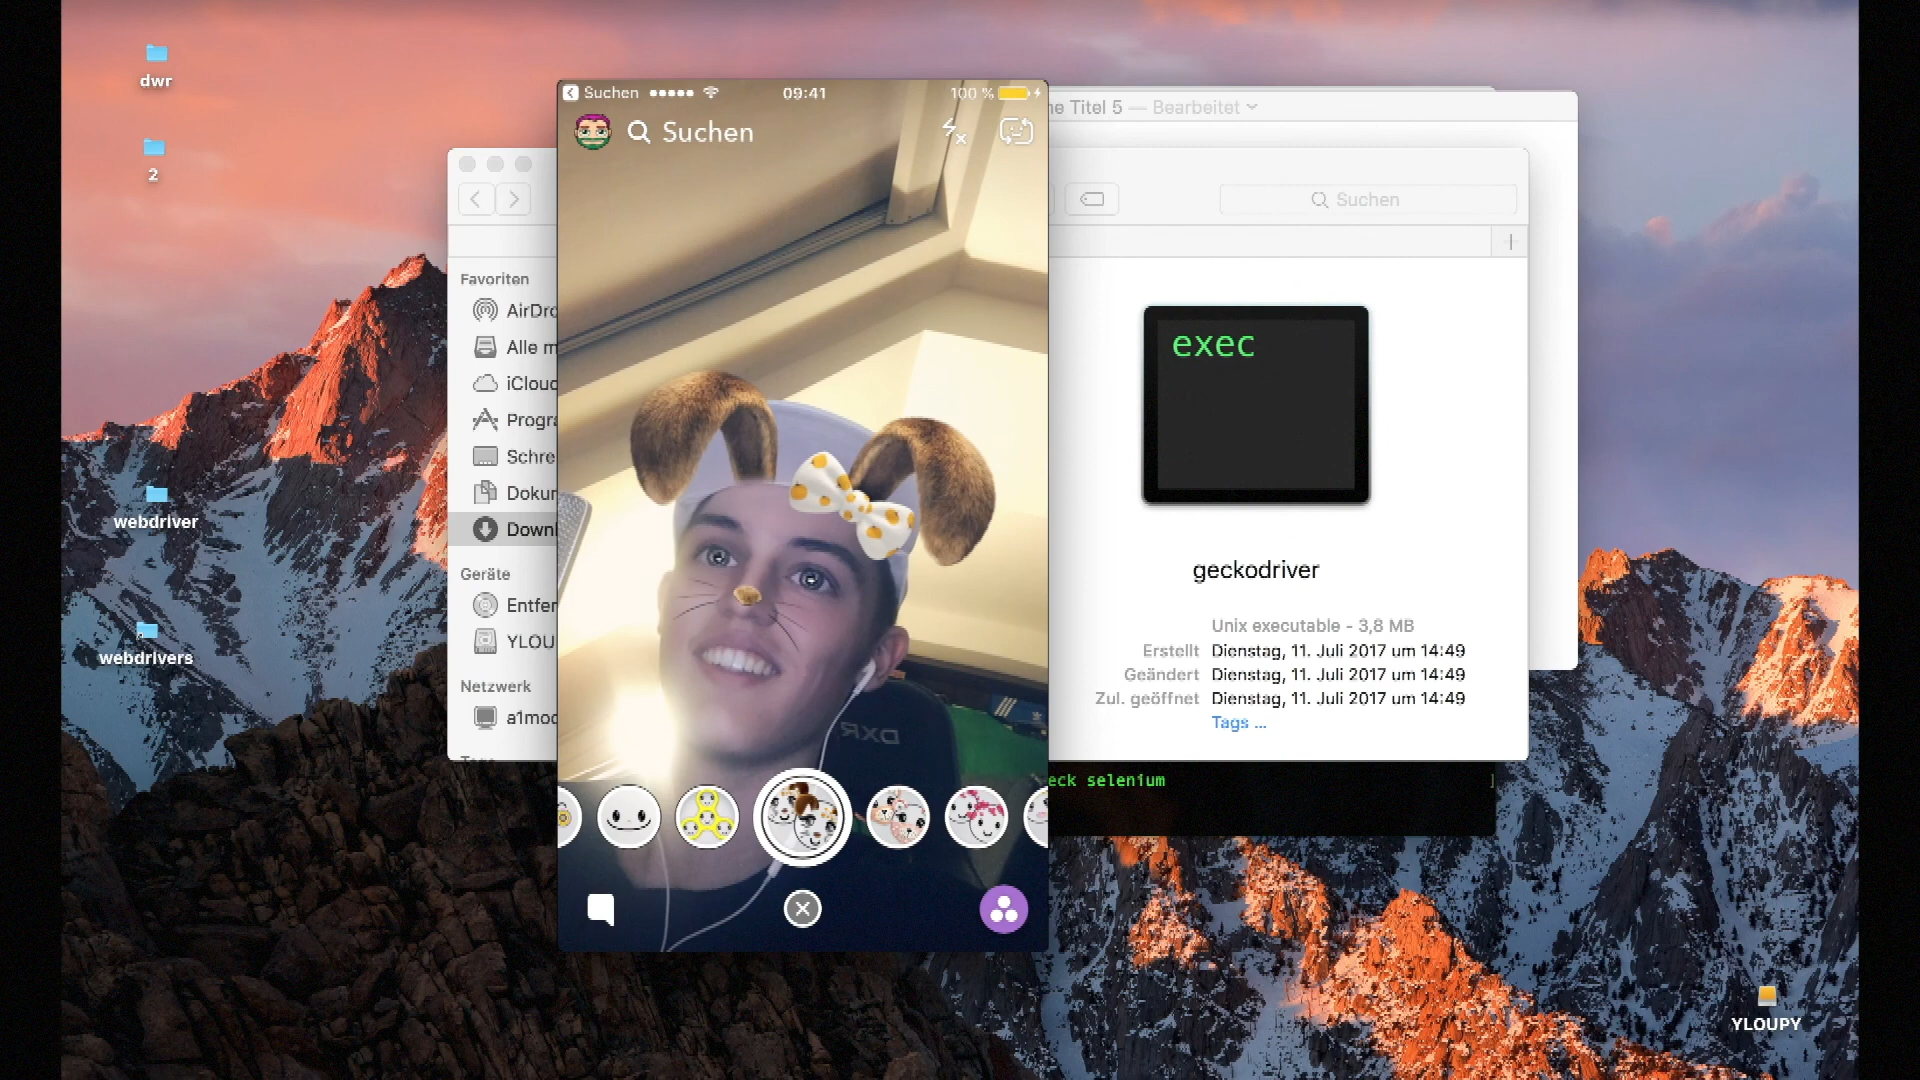 dwr
2
webdriver
webdrivers
YLOUPY
Suchen
09:41
100 %
Suchen
DXR
Titel 5 — Bearbeitet
Suchen
Favoriten
AirDro
Alle m
iCloud
Progra
Schre
Dokun
Downl
Geräte
Entfer
YLOU
Netzwerk
a1mod
exec
geckodriver
Unix executable - 3,8 MB
Erstellt Dienstag, 11. Juli 2017 um 14:49
Geändert Dienstag, 11. Juli 2017 um 14:49
Zul. geöffnet Dienstag, 11. Juli 2017 um 14:49
Tags ...
eck selenium